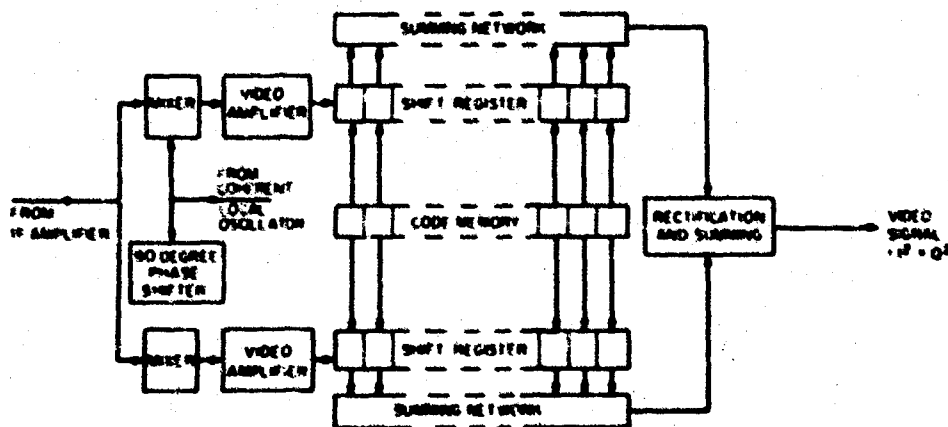 SUMMING NETWORK
MIXER
VIDEO
AMPLIFIER
SHIFT REGISTER
FROM
COHERENT
LOCAL
OSCILLATOR
FROM
IF AMPLIFIER
CODE MEMORY
RECTIFICATION
AND SUMMING
VIDEO
SIGNAL
90 DEGREE
PHASE
SHIFTER
MIXER
VIDEO
AMPLIFIER
SHIFT REGISTER
SUMMING NETWORK